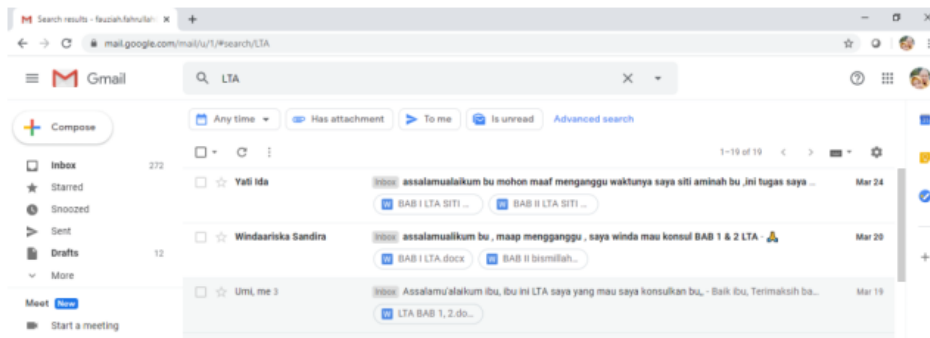 Search results - fauziah.fahrullah
mail.google.com/mail/u/1/#search/LTA
Gmail
LTA
Compose
Any time
Has attachment
To me
Is unread
Advanced search
1–19 of 19
Inbox 272
Starred
Snoozed
Sent
Drafts 12
More
Meet New
Start a meeting
Yati Ida Inbox assalamualaikum bu mohon maaf menganggu waktunya saya siti aminah bu ,ini tugas saya ... Mar 24
BAB I LTA SITI ... BAB II LTA SITI ...
Windaariska Sandira Inbox assalamualikum bu , maap mengganggu , saya winda mau konsul BAB 1 & 2 LTA - 🙏 Mar 20
BAB I LTA.docx BAB II bismillah...
Umi, me 3 Inbox Assalamu'alaikum ibu, ibu ini LTA saya yang mau saya konsulkan bu,, - Baik ibu, Terimaksih ba... Mar 19
LTA BAB 1, 2.do...